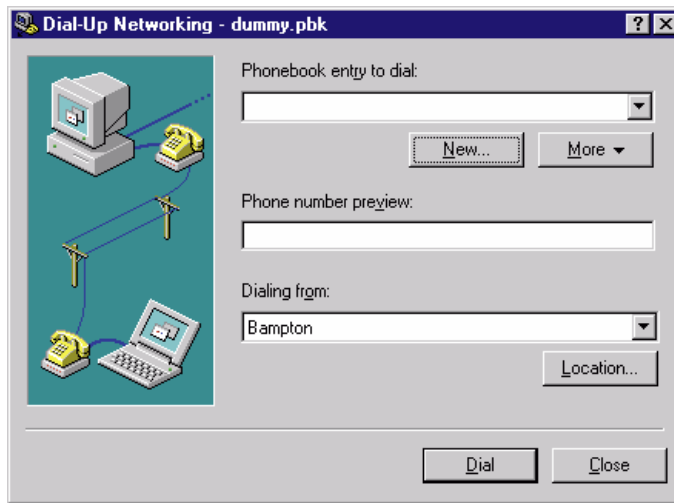 Dial-Up Networking - dummy.pbk
Phonebook entry to dial:
New...
More
Phone number preview:
Dialing from:
Bampton
Location...
Dial
Close